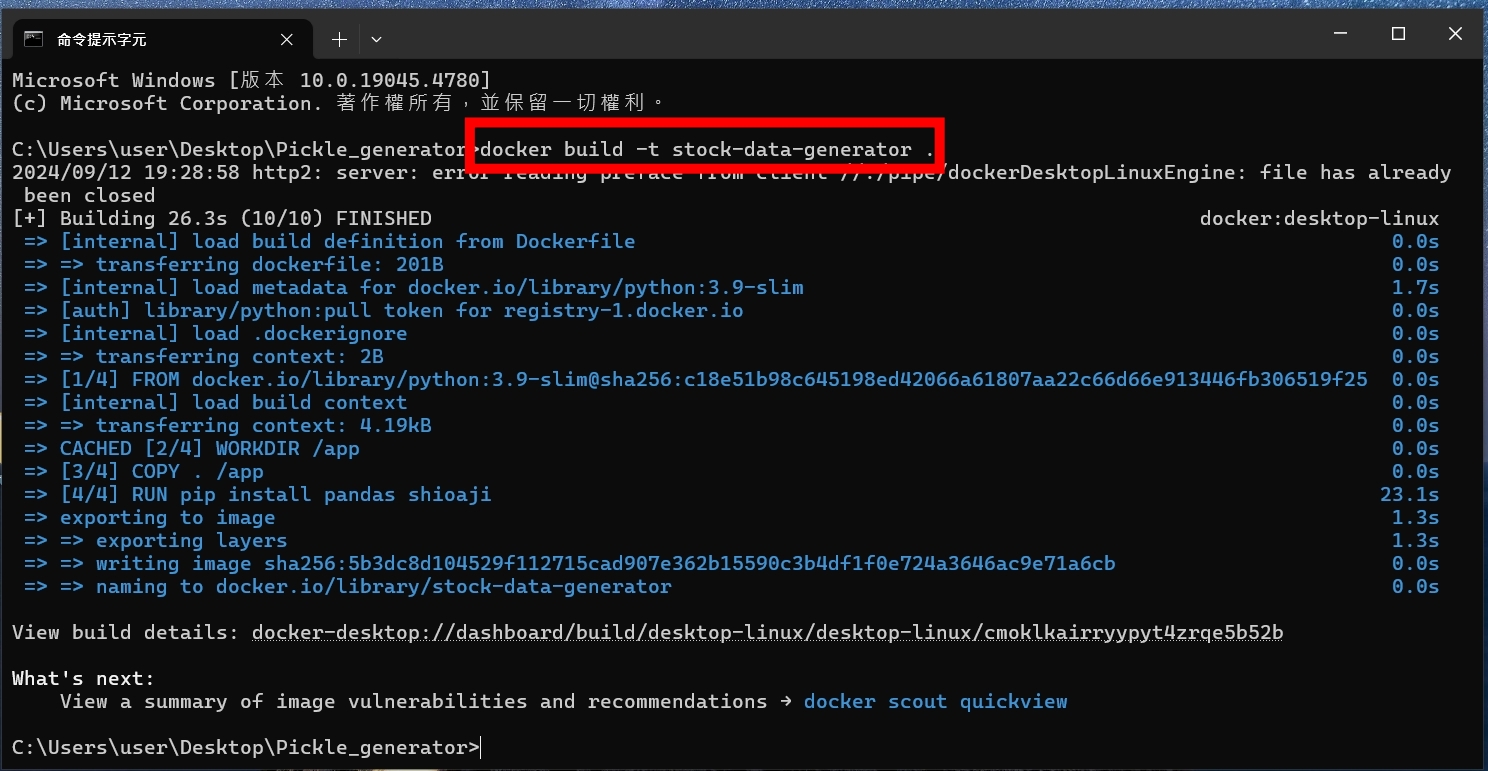 命令提示字元
Microsoft Windows [版本 10.0.19045.4780]
(c) Microsoft Corporation. 著作權所有，並保留一切權利。
C:\Users\user\Desktop\Pickle_generator>docker build -t stock-data-generator .
2024/09/12 19:28:58 http2: server: error reading preface from client //./pipe/dockerDesktopLinuxEngine: file has already
been closed
[+] Building 26.3s (10/10) FINISHED docker:desktop-linux
=> [internal] load build definition from Dockerfile 0.0s
=> => transferring dockerfile: 201B 0.0s
=> [internal] load metadata for docker.io/library/python:3.9-slim 1.7s
=> [auth] library/python:pull token for registry-1.docker.io 0.0s
=> [internal] load .dockerignore 0.0s
=> => transferring context: 2B 0.0s
=> [1/4] FROM docker.io/library/python:3.9-slim@sha256:c18e51b98c645198ed42066a61807aa22c66d66e913446fb306519f25 0.0s
=> [internal] load build context 0.0s
=> => transferring context: 4.19kB 0.0s
=> CACHED [2/4] WORKDIR /app 0.0s
=> [3/4] COPY . /app 0.0s
=> [4/4] RUN pip install pandas shioaji 23.1s
=> exporting to image 1.3s
=> => exporting layers 1.3s
=> => writing image sha256:5b3dc8d104529f112715cad907e362b15590c3b4df1f0e724a3646ac9e71a6cb 0.0s
=> => naming to docker.io/library/stock-data-generator 0.0s
View build details: docker-desktop://dashboard/build/desktop-linux/desktop-linux/cmoklkairryypyt4zrqe5b52b
What's next:
View a summary of image vulnerabilities and recommendations → docker scout quickview
C:\Users\user\Desktop\Pickle_generator>